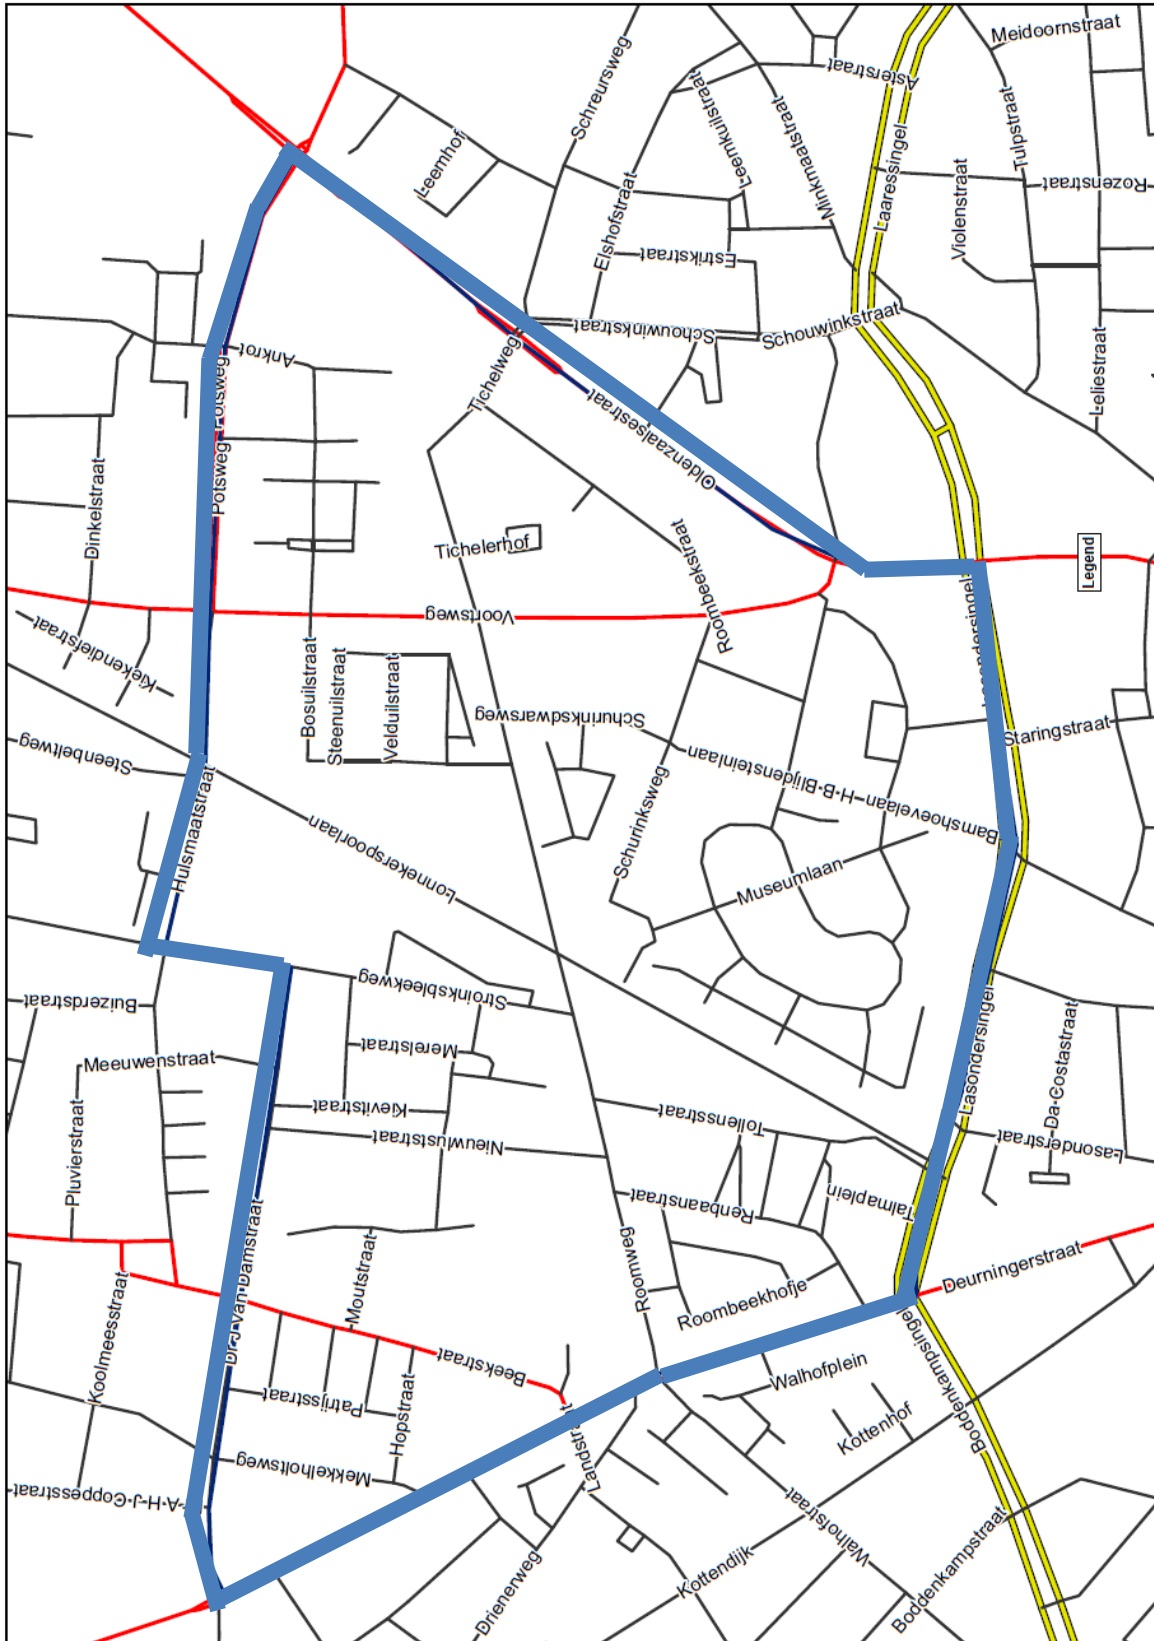 Meidoornstraat
Schreursweg
Asterstraat
Leemkuilstraat
Minkmaatstraat
Tulpstraat
Leemhof
Laaressingel
Rozenstraat
Violenstraat
Elshofstraat
Estrikstraat
Schouwinkstraat
Schouwinkstraat
Ankrot
Potsweg
Tichelweg
Leliestraat
Oldenzaalsestraat
Potsweg
Dinkelstraat
Tichelerhof
Roombeekstraat
Legend
Voortsweg
Kiekendiefstraat
Bosuilstraat
Steenuilstraat
Velduilstraat
Schurinksdwarsweg
Staringstraat
Steenbeltweg
H-B-Blijdensteinlaan
Bamshoevelaan
Hulsmaatstraat
Schurinksweg
Lonnekerspoorlaan
Museumlaan
Stroinksbleekweg
Buizerdstraat
Lasondersingel
Merelstraat
Meeuwenstraat
Da-Costastraat
Kievitstraat
Tollensstraat
Nieuwluststraat
Lasonderstraat
Pluvierstraat
Renbaanstraat
Talmaplein
Dr-J-Van-Damstraat
Moutstraat
Roomweg
Deurningerstraat
Roombeekhofje
Koolmeesstraat
Beekstraat
Boddenkampsingel
Walhofplein
Patrijsstraat
Hopstraat
Kottenhof
Mekkelholtsweg
A-H-J-Coppesstraat
Walhofstraat
Drienerweg
Kottendijk
Boddenkampstraat